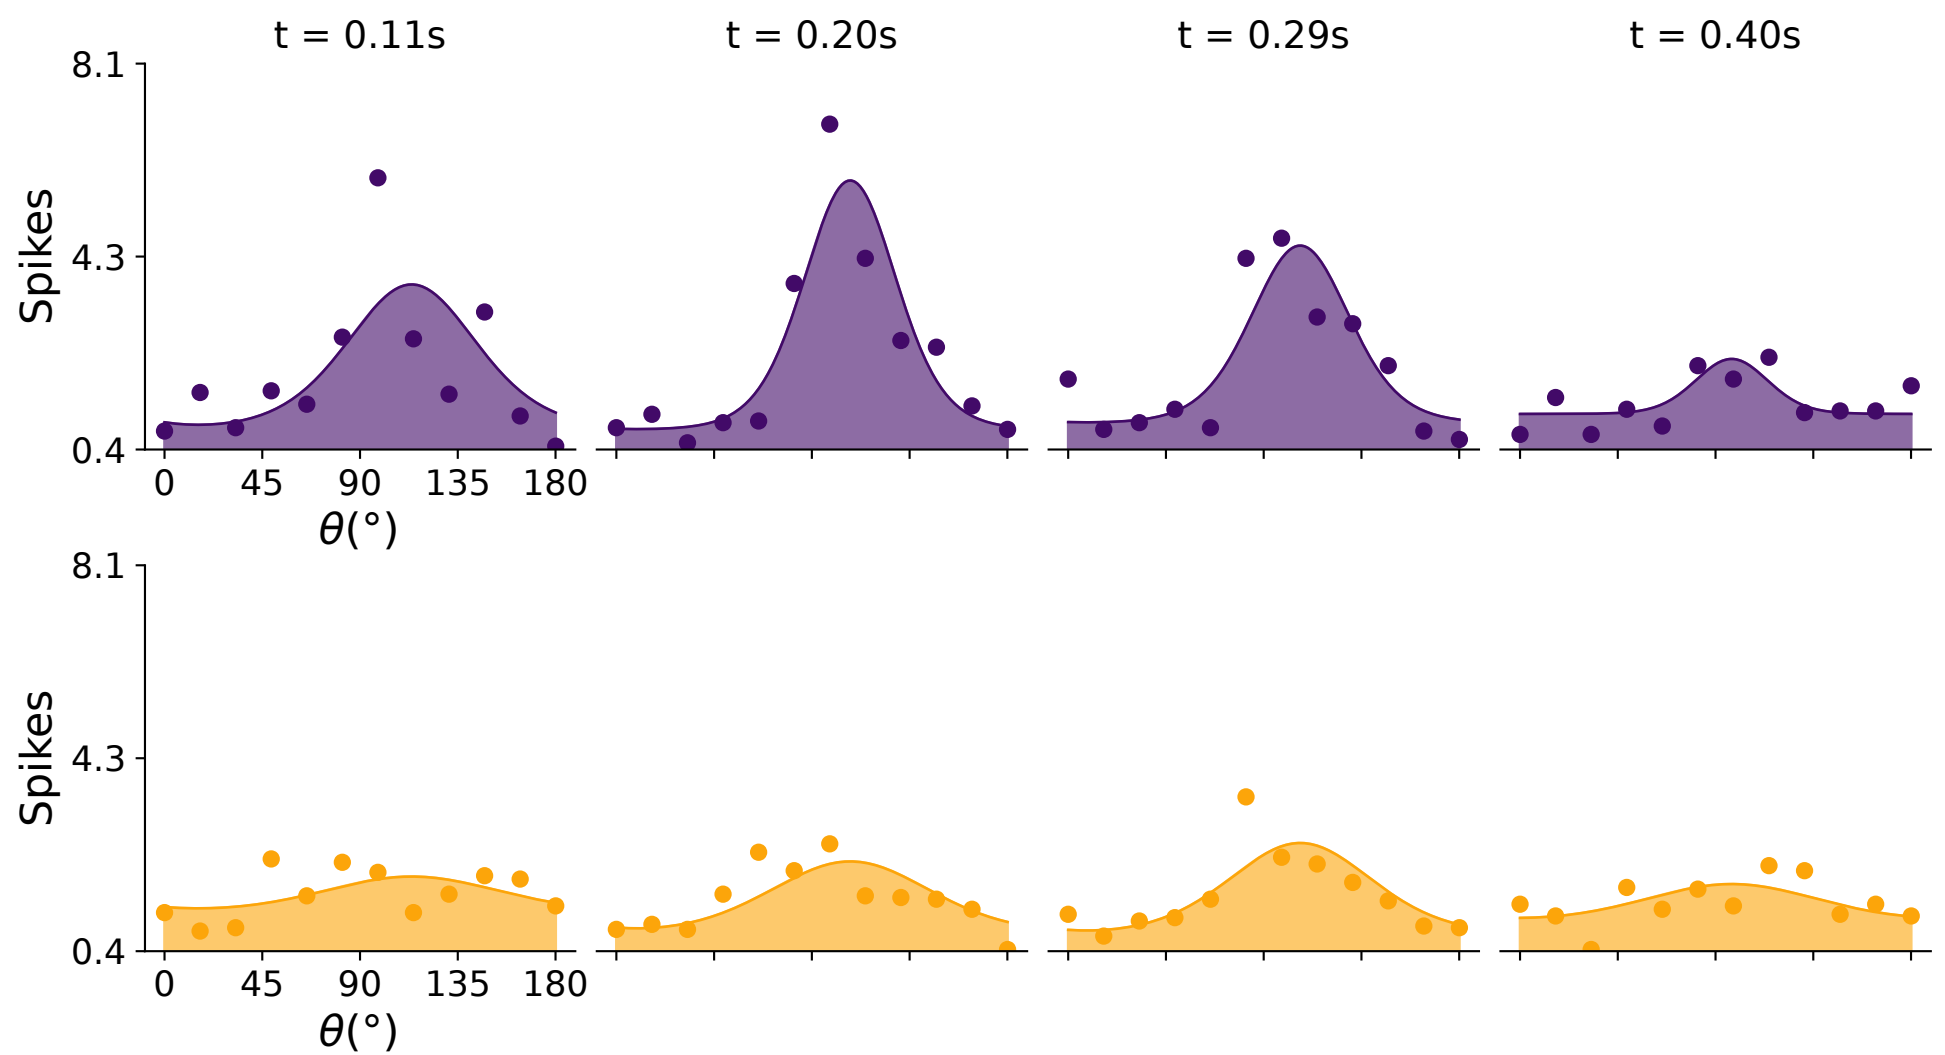 t = 0.11s t = 0.20s t = 0.29s t = 0.40s
8.1
Spikes
4.3
0.4
0 45 90 135 180
θ(°)
8.1
Spikes
4.3
0.4
0 45 90 135 180
θ(°)